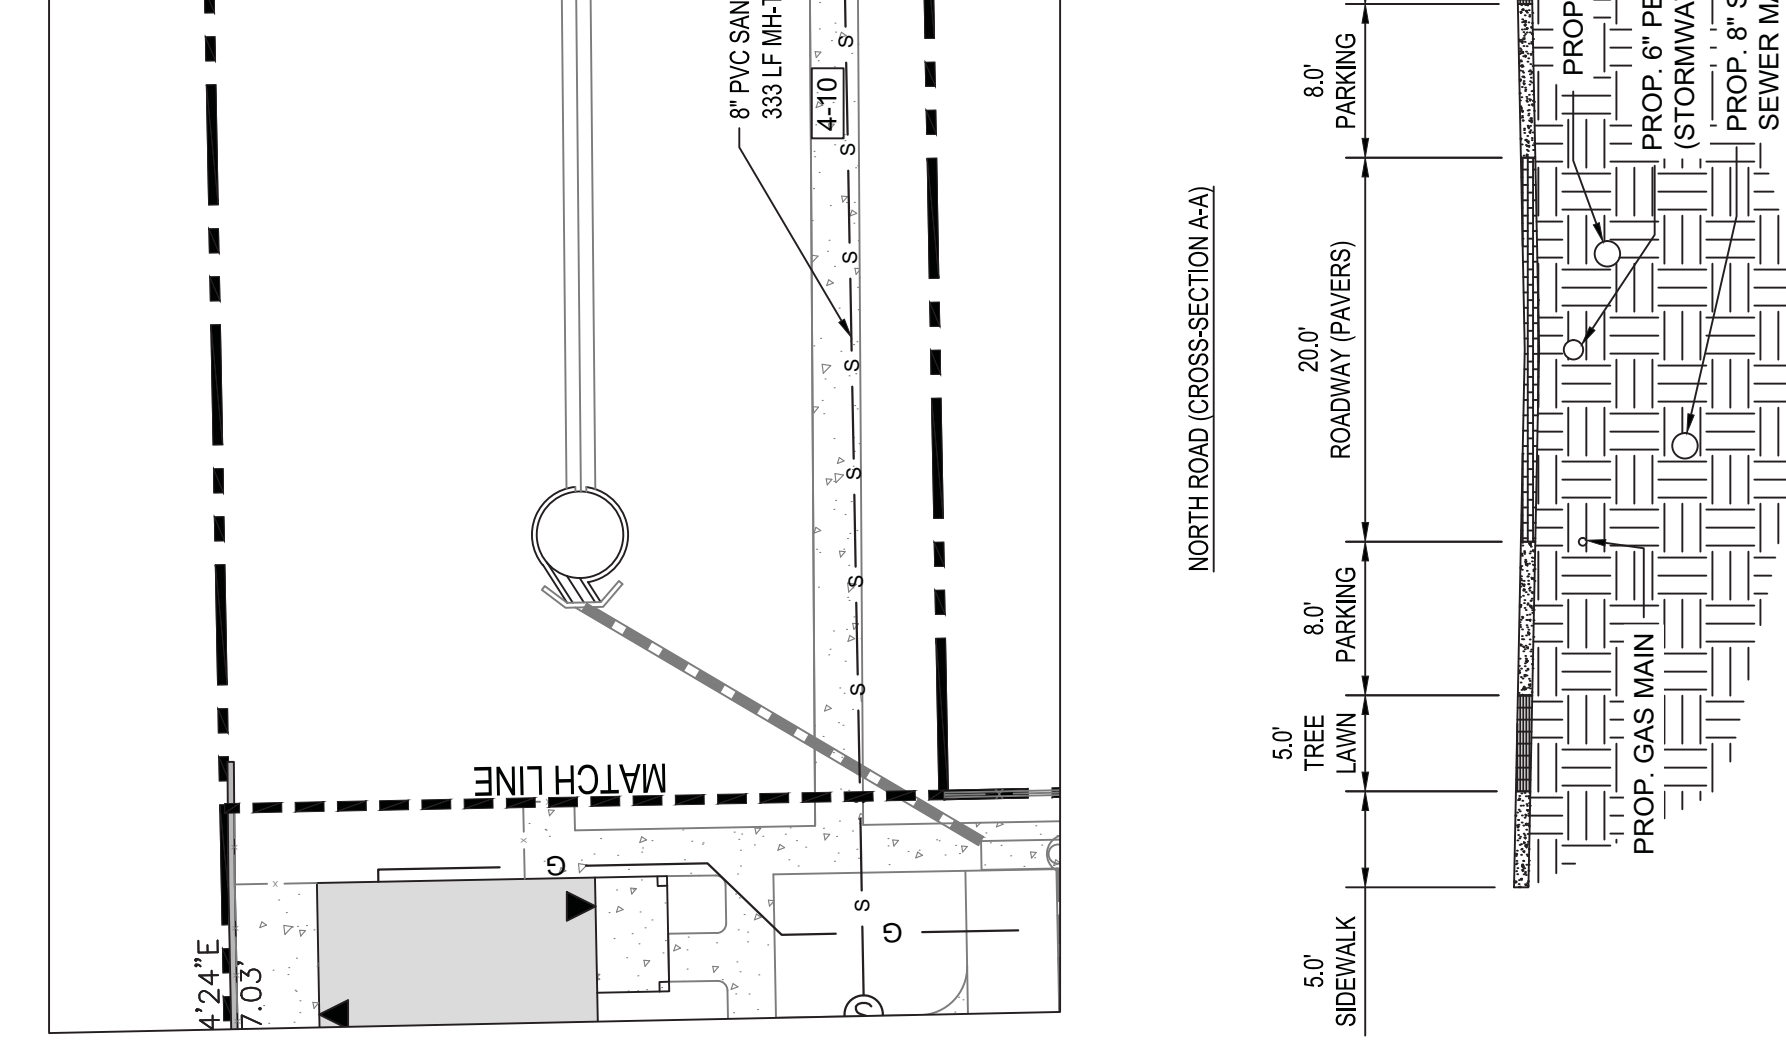 8" PVC SAN
333 LF MH-
4-10
S
S
S
S
S
S
S
S
MATCH LINE
G
G
4'24"E
7.03'
NORTH ROAD (CROSS-SECTION A-A)
8.0'
PARKING
20.0'
ROADWAY (PAVERS)
8.0'
PARKING
5.0'
TREE
LAWN
5.0'
SIDEWALK
PROP
PROP. 6" PE
(STORMWA
PROP. 8" S
SEWER MA
PROP. GAS MAIN